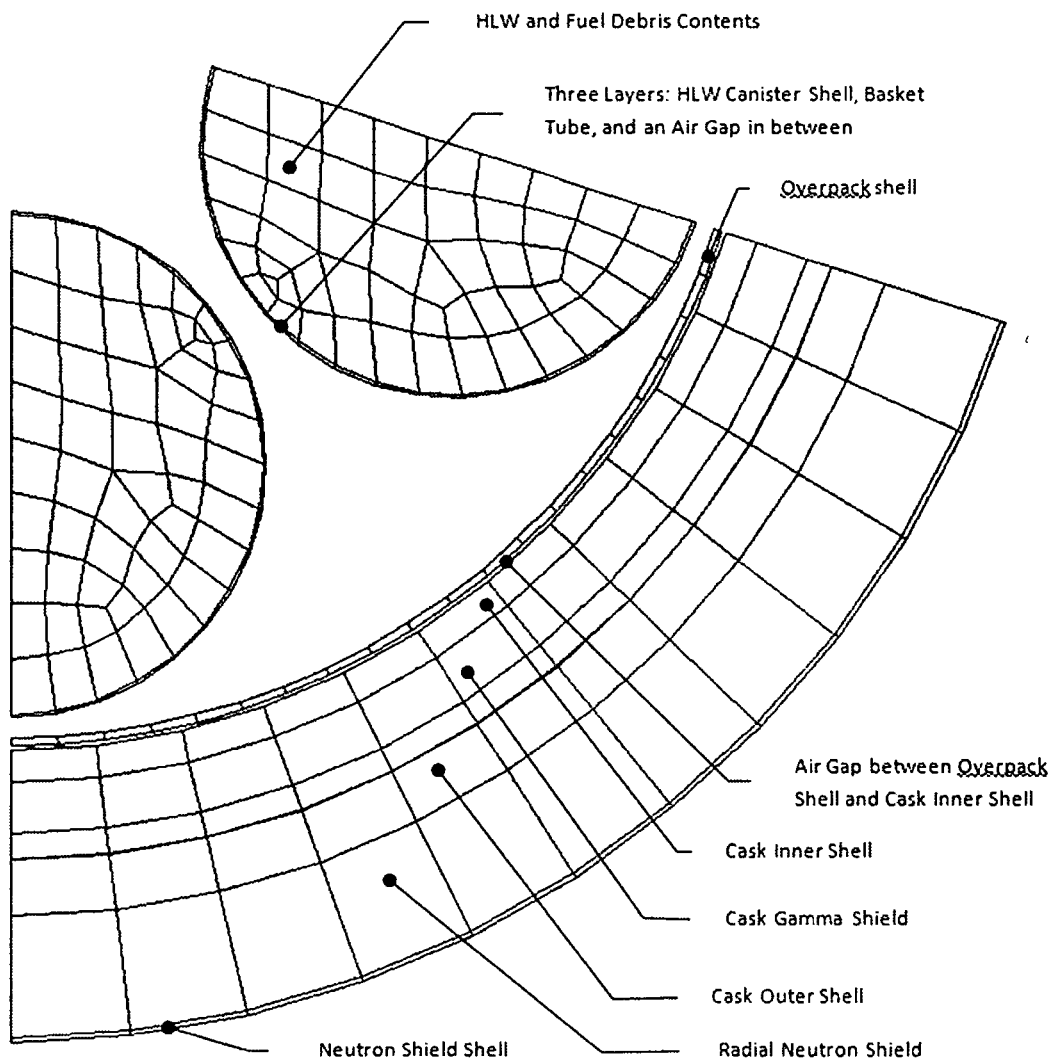 HLW and Fuel Debris Contents
Three Layers: HLW Canister Shell, Basket
Tube, and an Air Gap in between
Overpack shell
Air Gap between Overpack
Shell and Cask Inner Shell
Cask Inner Shell
Cask Gamma Shield
Cask Outer Shell
Neutron Shield Shell
Radial Neutron Shield